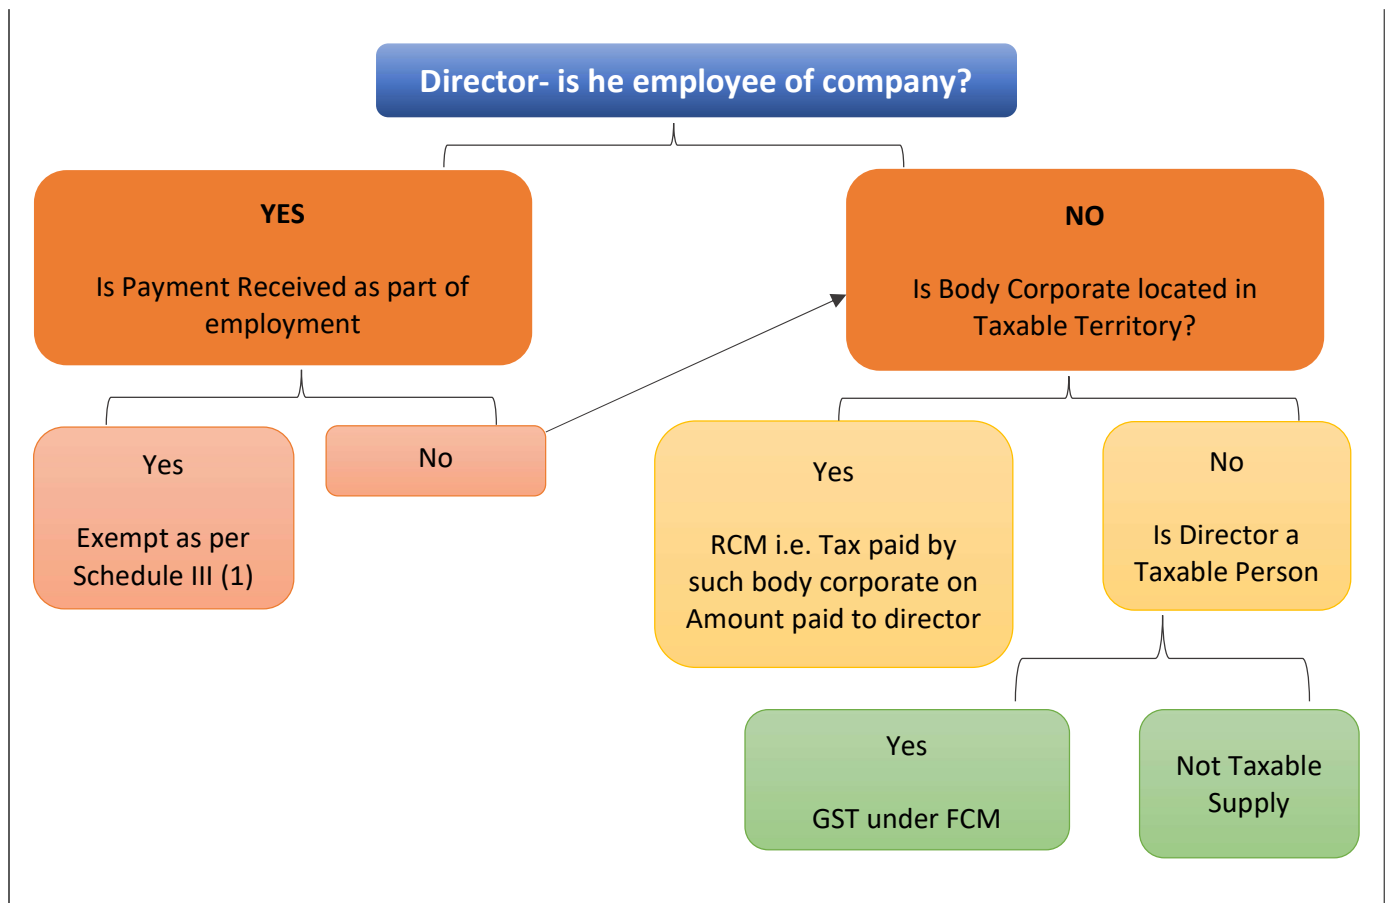 Director- is he employee of company?
YES
Is Payment Received as part of
employment
NO
Is Body Corporate located in
Taxable Territory?
Yes
Exempt as per
Schedule III (1)
No
Yes
RCM i.e. Tax paid by
such body corporate on
Amount paid to director
No
Is Director a
Taxable Person
Yes
GST under FCM
Not Taxable
Supply